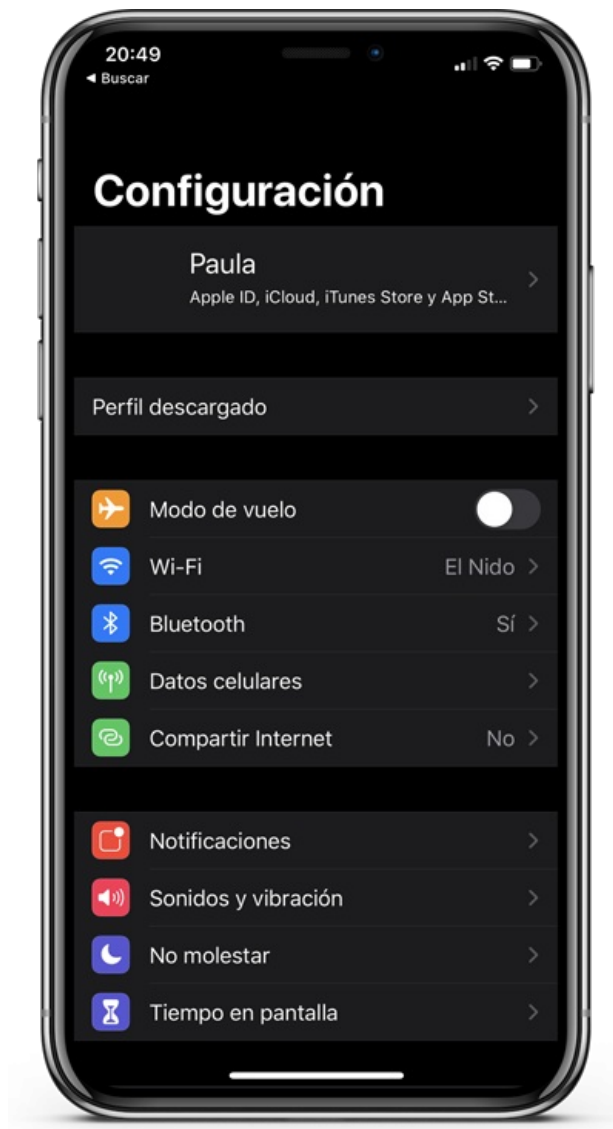 20:49
◀ Buscar
Configuración
Paula
Apple ID, iCloud, iTunes Store y App St...
Perfil descargado
Modo de vuelo
Wi-Fi El Nido
Bluetooth Sí
Datos celulares
Compartir Internet No
Notificaciones
Sonidos y vibración
No molestar
Tiempo en pantalla